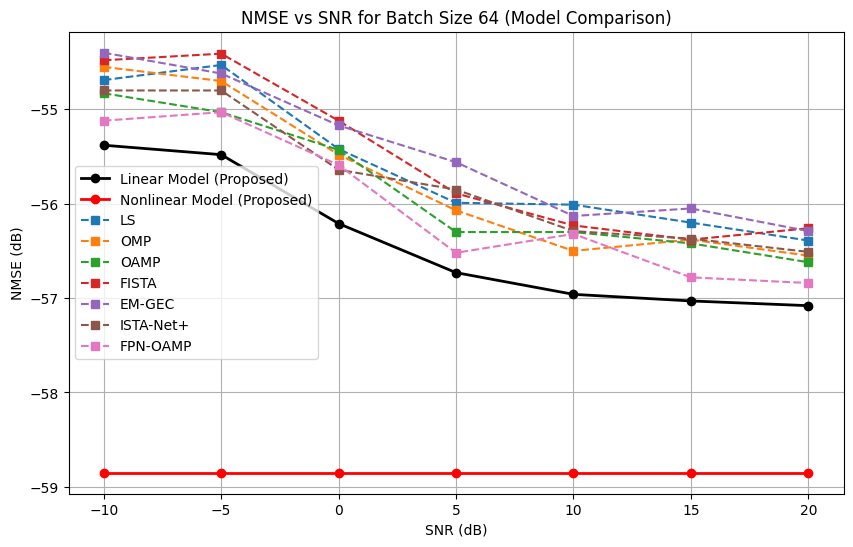 NMSE vs SNR for Batch Size 64 (Model Comparison)
NMSE (dB)
−55
−56
−57
−58
−59
Linear Model (Proposed)
Nonlinear Model (Proposed)
LS
OMP
OAMP
FISTA
EM-GEC
ISTA-Net+
FPN-OAMP
−10 −5 0 5 10 15 20
SNR (dB)